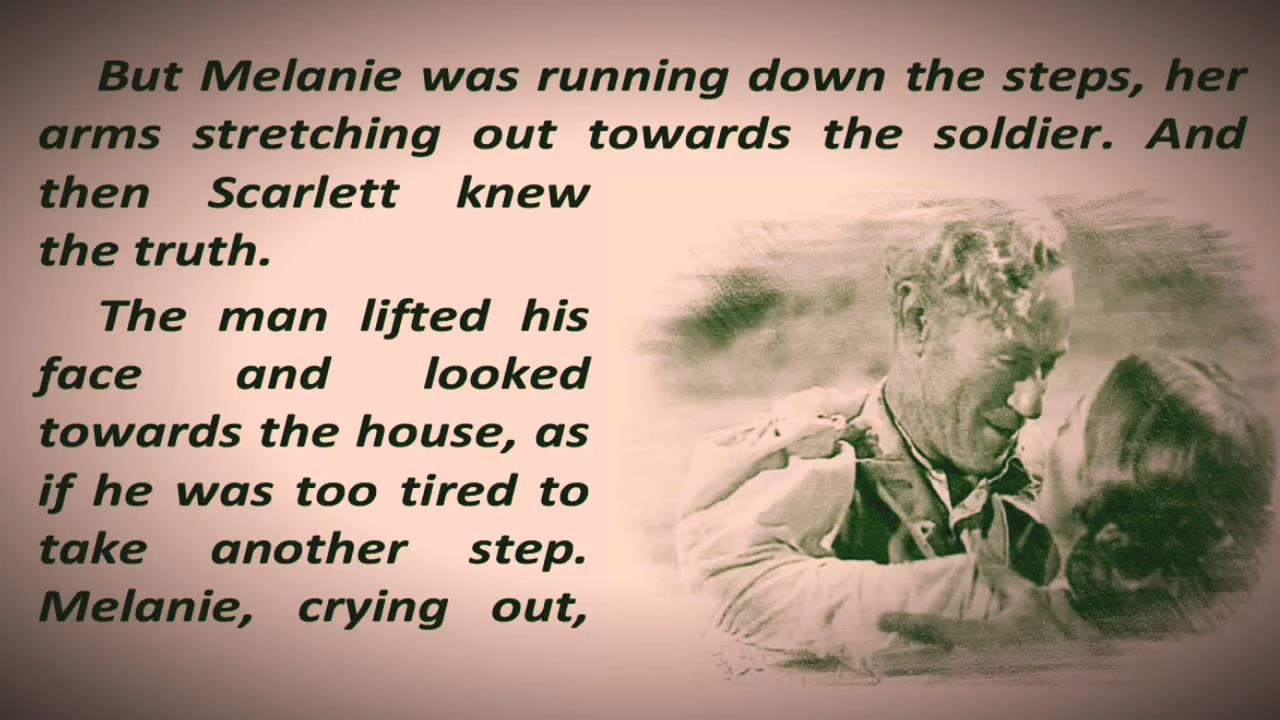 But Melanie was running down the steps, her
arms stretching out towards the soldier. And
then Scarlett knew
the truth.
The man lifted his
face and looked
towards the house, as
if he was too tired to
take another step.
Melanie, crying out,